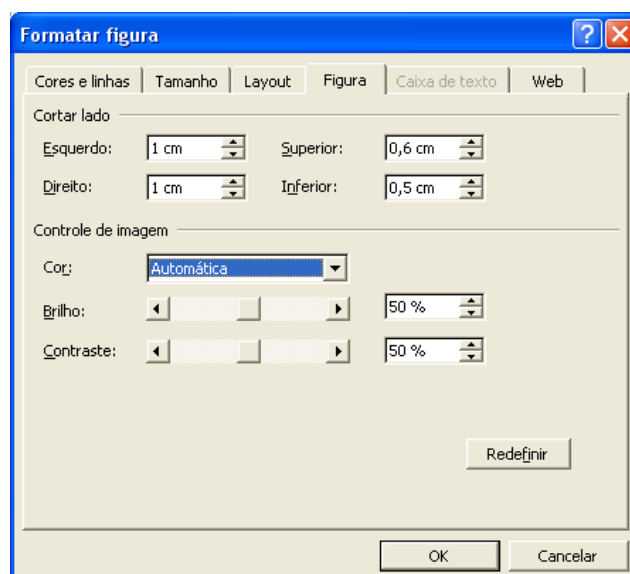 Formatar figura
Cores e linhas Tamanho Layout Figura Caixa de texto Web
Cortar lado
Esquerdo: 1 cm Superior: 0,6 cm
Direito: 1 cm Inferior: 0,5 cm
Controle de imagem
Cor: Automática
Brilho: 50 %
Contraste: 50 %
Redefinir
OK Cancelar